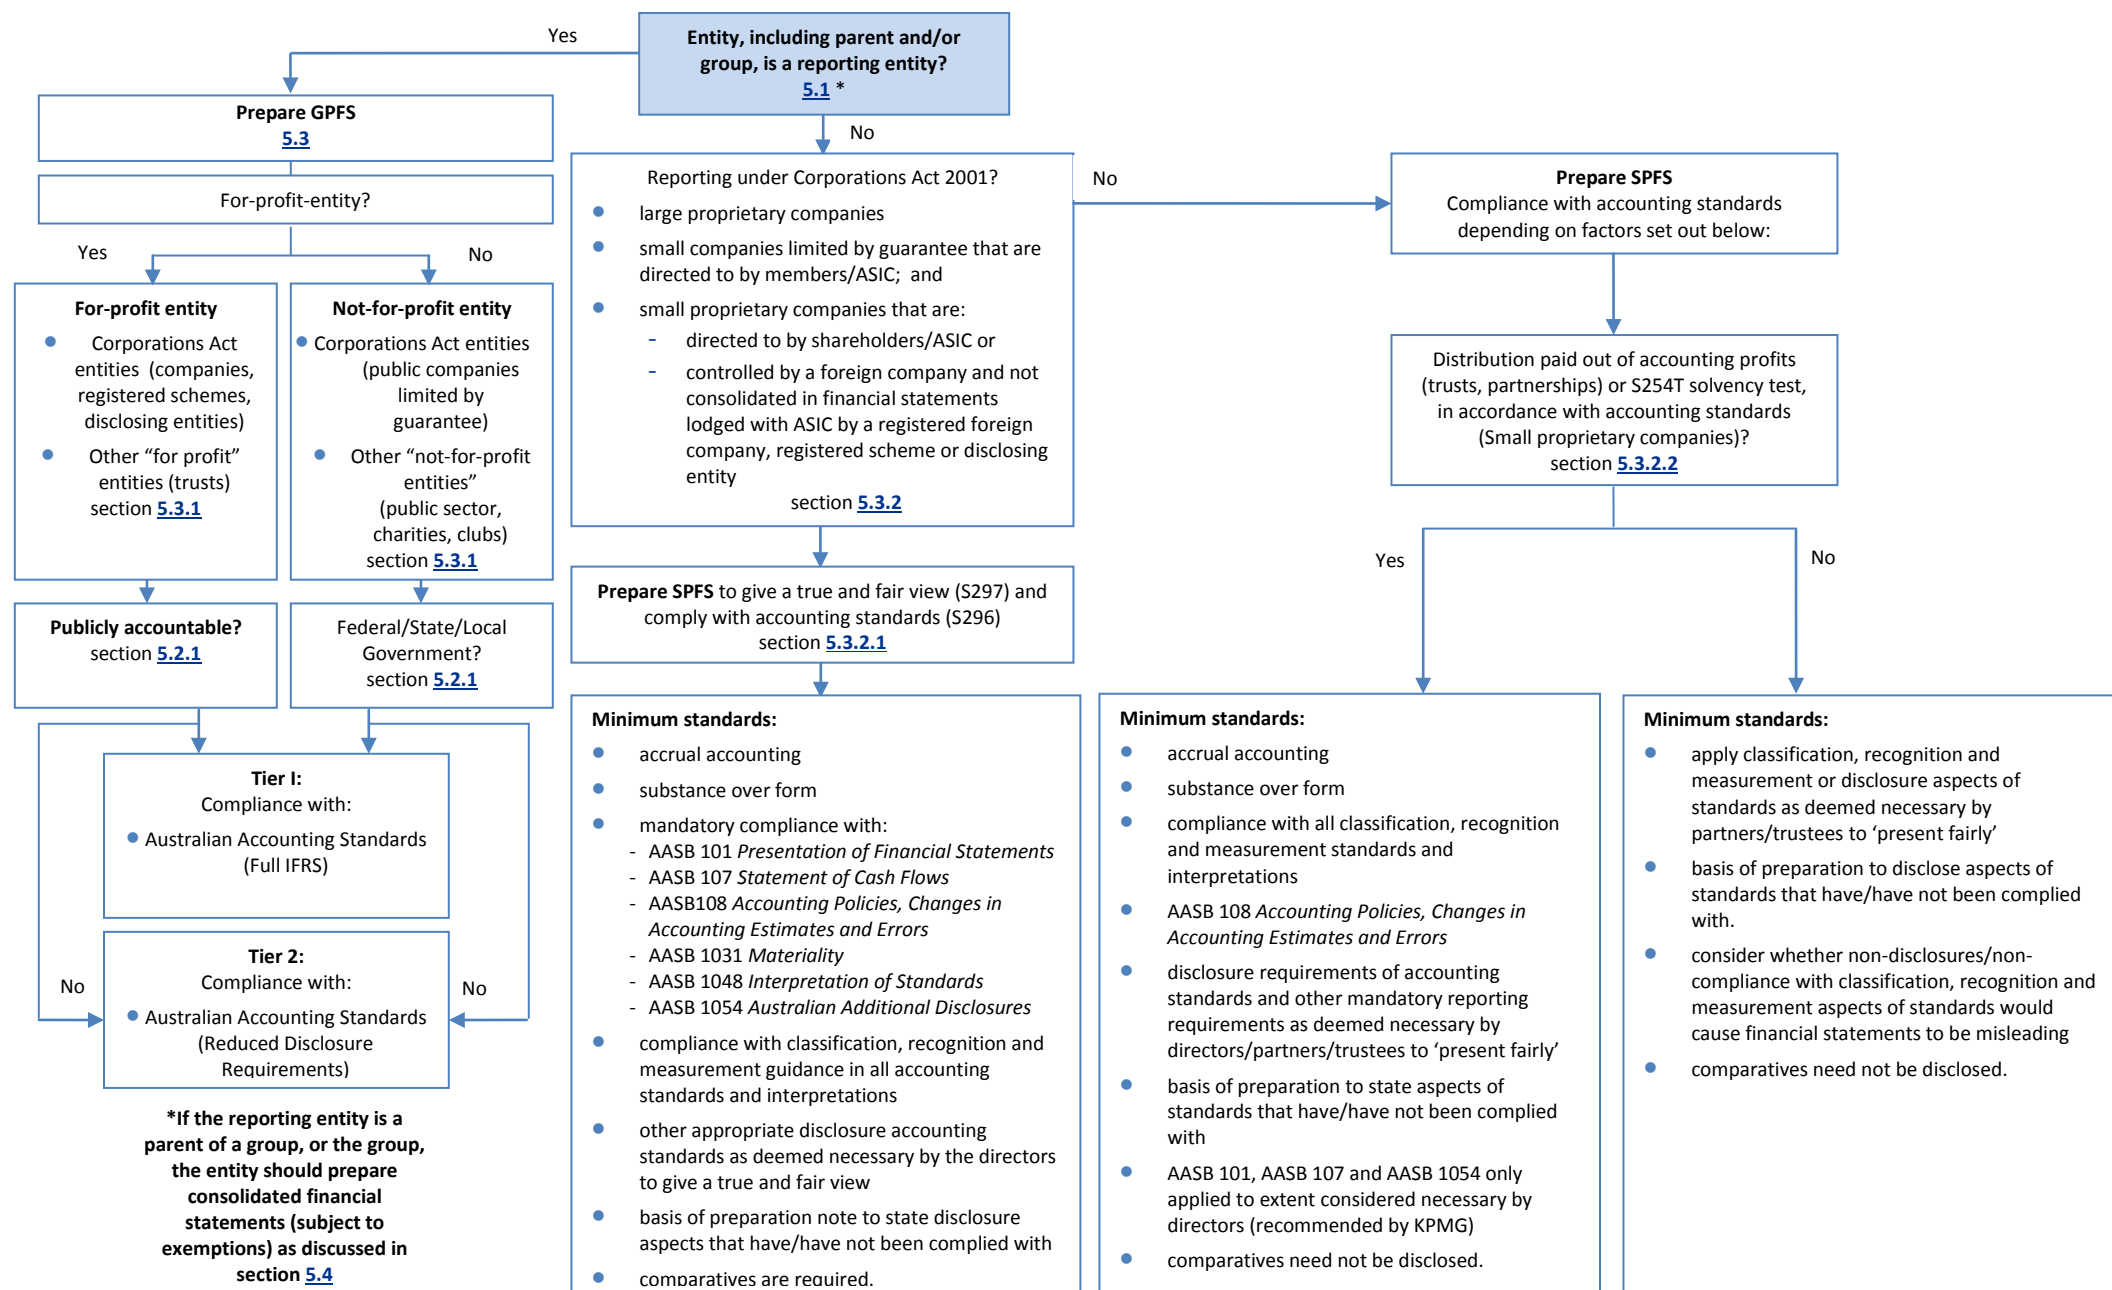 Yes
Entity, including parent and/or
group, is a reporting entity?
5.1 *
No
Prepare GPFS
5.3
For-profit-entity?
Yes
No
For-profit entity
● Corporations Act
entities (companies,
registered schemes,
disclosing entities)
● Other “for profit”
entities (trusts)
section 5.3.1
Not-for-profit entity
● Corporations Act entities
(public companies
limited by
guarantee)
● Other “not-for-profit
entities”
(public sector,
charities, clubs)
section 5.3.1
Publicly accountable?
section 5.2.1
Federal/State/Local
Government?
section 5.2.1
Tier I:
Compliance with:
● Australian Accounting Standards
(Full IFRS)
No
Tier 2:
Compliance with:
● Australian Accounting Standards
(Reduced Disclosure
Requirements)
No
*If the reporting entity is a
parent of a group, or the group,
the entity should prepare
consolidated financial
statements (subject to
exemptions) as discussed in
section 5.4
Reporting under Corporations Act 2001?
● large proprietary companies
● small companies limited by guarantee that are
directed to by members/ASIC; and
● small proprietary companies that are:
- directed to by shareholders/ASIC or
- controlled by a foreign company and not
consolidated in financial statements
lodged with ASIC by a registered foreign
company, registered scheme or disclosing
entity
section 5.3.2
No
Prepare SPFS to give a true and fair view (S297) and
comply with accounting standards (S296)
section 5.3.2.1
Minimum standards:
● accrual accounting
● substance over form
● mandatory compliance with:
- AASB 101 Presentation of Financial Statements
- AASB 107 Statement of Cash Flows
- AASB108 Accounting Policies, Changes in
Accounting Estimates and Errors
- AASB 1031 Materiality
- AASB 1048 Interpretation of Standards
- AASB 1054 Australian Additional Disclosures
● compliance with classification, recognition and
measurement guidance in all accounting
standards and interpretations
● other appropriate disclosure accounting
standards as deemed necessary by the directors
to give a true and fair view
● basis of preparation note to state disclosure
aspects that have/have not been complied with
● comparatives are required.
Prepare SPFS
Compliance with accounting standards
depending on factors set out below:
Distribution paid out of accounting profits
(trusts, partnerships) or S254T solvency test,
in accordance with accounting standards
(Small proprietary companies)?
section 5.3.2.2
Yes
No
Minimum standards:
● accrual accounting
● substance over form
● compliance with all classification, recognition
and measurement standards and
interpretations
● AASB 108 Accounting Policies, Changes in
Accounting Estimates and Errors
● disclosure requirements of accounting
standards and other mandatory reporting
requirements as deemed necessary by
directors/partners/trustees to ‘present fairly’
● basis of preparation to state aspects of
standards that have/have not been complied
with
● AASB 101, AASB 107 and AASB 1054 only
applied to extent considered necessary by
directors (recommended by KPMG)
● comparatives need not be disclosed.
Minimum standards:
● apply classification, recognition and
measurement or disclosure aspects of
standards as deemed necessary by
partners/trustees to ‘present fairly’
● basis of preparation to disclose aspects of
standards that have/have not been complied
with.
● consider whether non-disclosures/non-
compliance with classification, recognition and
measurement aspects of standards would
cause financial statements to be misleading
● comparatives need not be disclosed.